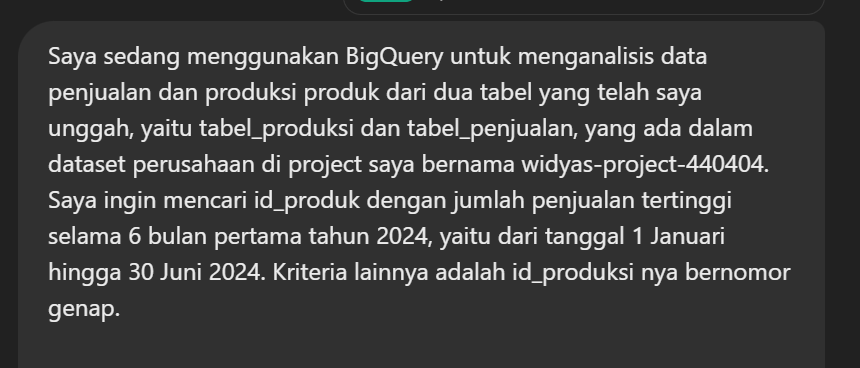 Saya sedang menggunakan BigQuery untuk menganalisis data
penjualan dan produksi produk dari dua tabel yang telah saya
unggah, yaitu tabel_produksi dan tabel_penjualan, yang ada dalam
dataset perusahaan di project saya bernama widyas-project-440404.
Saya ingin mencari id_produk dengan jumlah penjualan tertinggi
selama 6 bulan pertama tahun 2024, yaitu dari tanggal 1 Januari
hingga 30 Juni 2024. Kriteria lainnya adalah id_produksi nya bernomor
genap.